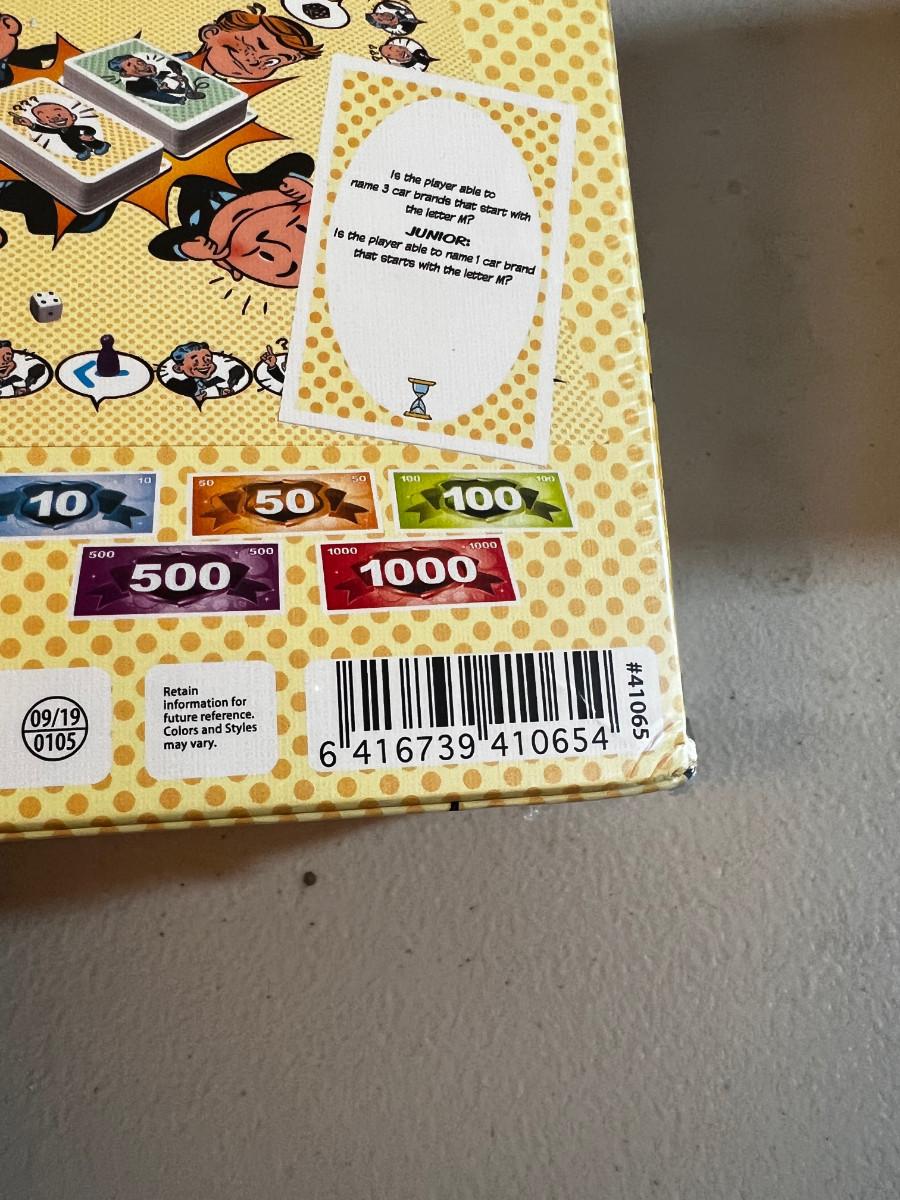 ???
Is the player able to
name 3 car brands that start with
the letter M?
JUNIOR:
Is the player able to name 1 car brand
that starts with the letter M?
?
10
10
50
50
50
100
100
100
500
500
500
1000
1000
1000
09/19
0105
Retain
information for
future reference.
Colors and Styles
may vary.
6 416739 410654
#41065